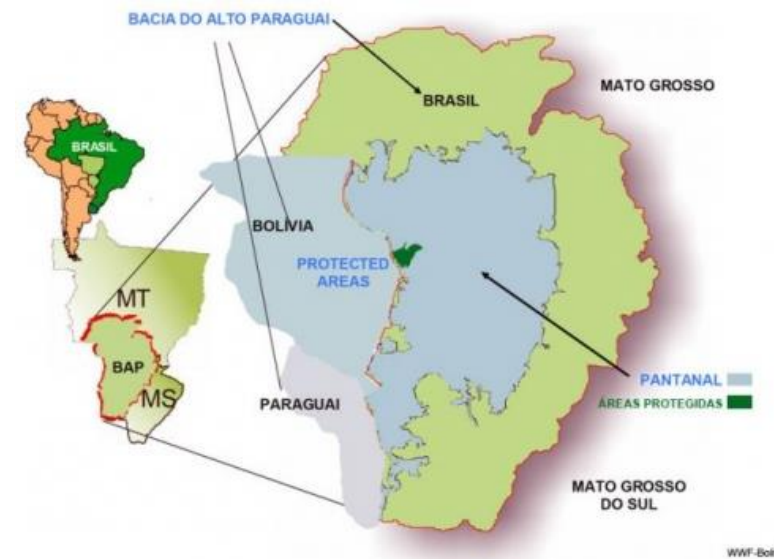 BACIA DO ALTO PARAGUAI
BRASIL
MATO GROSSO
BRASIL
BOLÍVIA
PROTECTED
AREAS
MT
BAP
MS
PARAGUAI
PANTANAL
ÁREAS PROTEGIDAS
MATO GROSSO
DO SUL